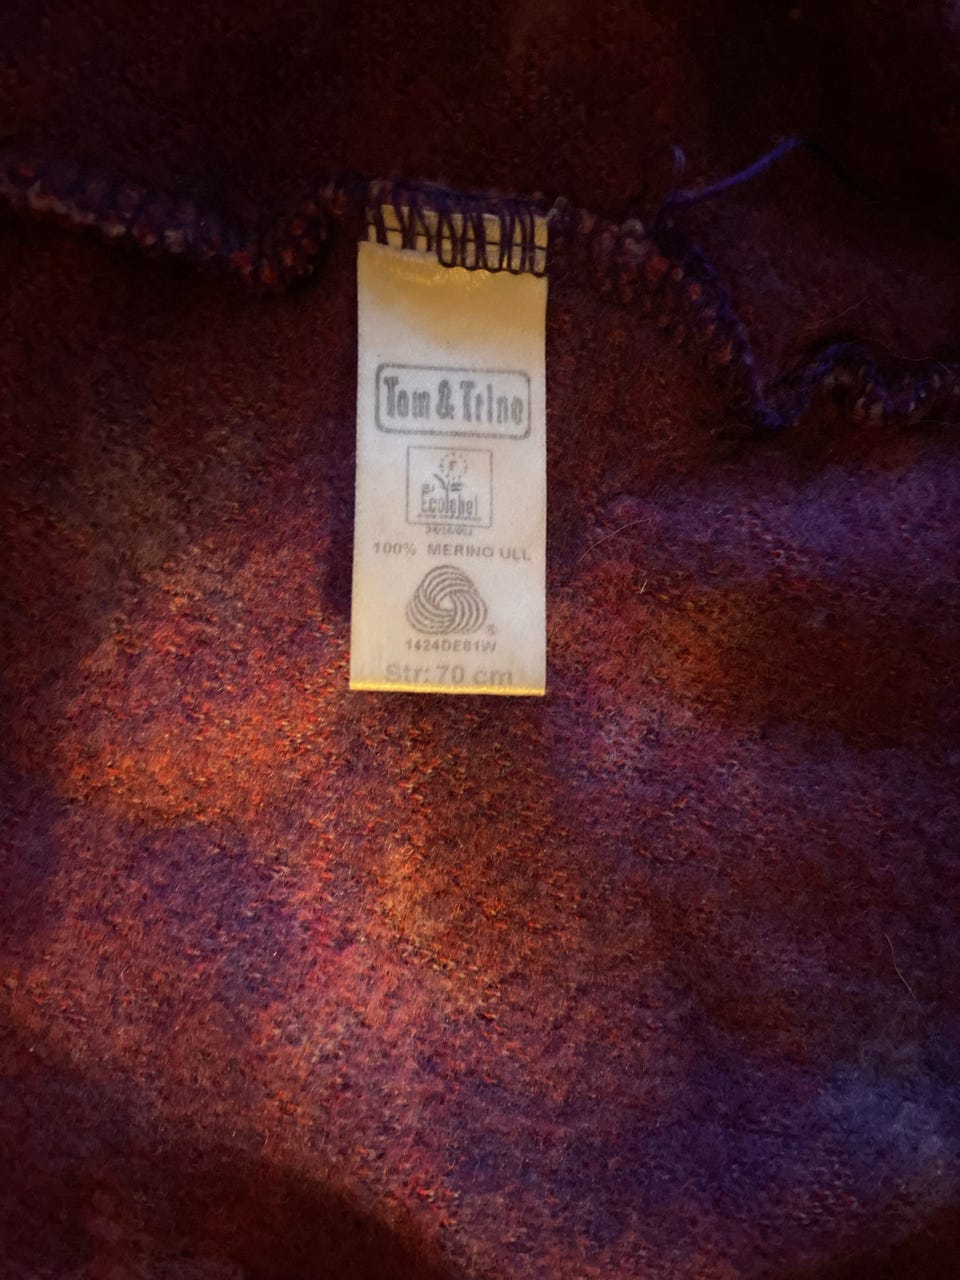 Tom & Trine
Ecolabel
100% MERINO ULL
1424DE81W
Str: 70 cm